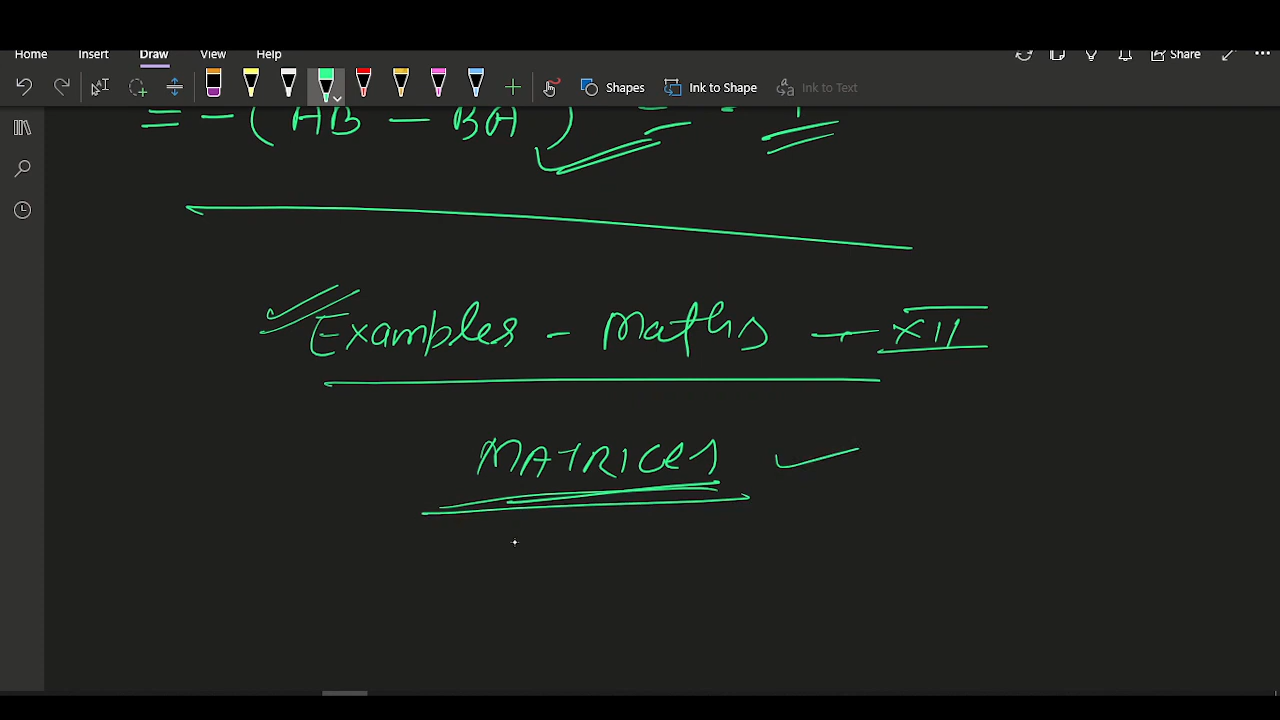 Home Insert Draw View Help Share
Shapes Ink to Shape Ink to Text
= - (AB - BA) =
Examples - Maths - XII
MATRICES